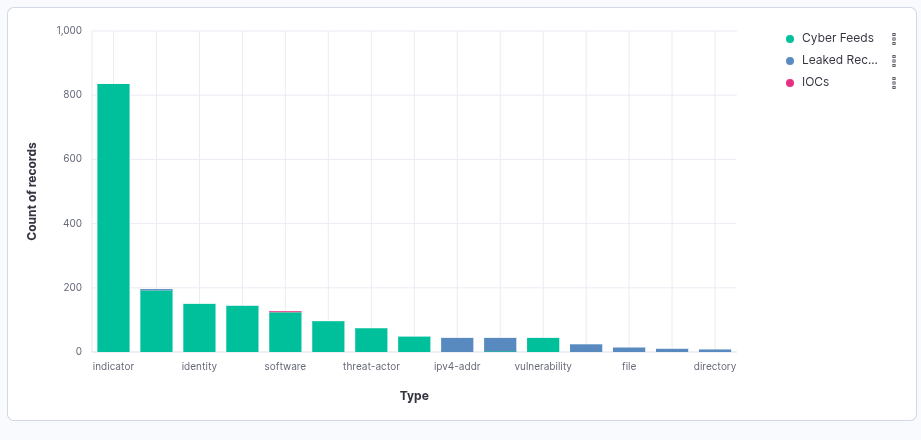 1,000
800
600
400
200
0
Count of records
indicator
identity
software
threat-actor
ipv4-addr
vulnerability
file
directory
Type
Cyber Feeds
Leaked Rec...
IOCs